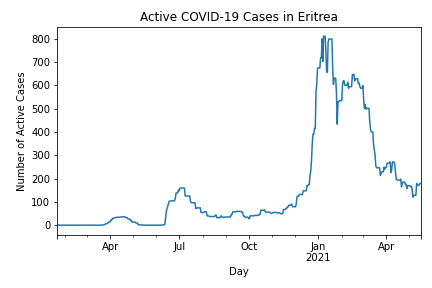 Active COVID-19 Cases in Eritrea
Number of Active Cases
800
700
600
500
400
300
200
100
0
Apr
Jul
Oct
Jan
2021
Apr
Day